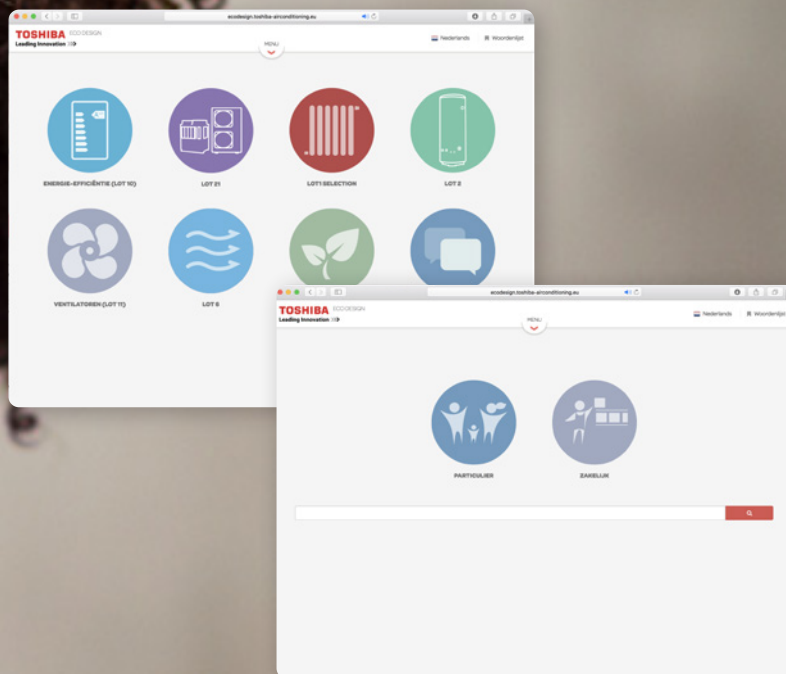 ecodesign.toshiba-airconditioning.eu
TOSHIBA ECO DESIGN
Leading Innovation
MENU
Nederlands Woordenlijst
ENERGIE-EFFICIËNTIE (LOT 10)
LOT 21
LOT1 SELECTION
LOT 2
VENTILATOREN (LOT 11)
LOT 6
ecodesign.toshiba-airconditioning.eu
TOSHIBA ECO DESIGN
Leading Innovation
MENU
Nederlands Woordenlijst
PARTICULIER
ZAKELIJK